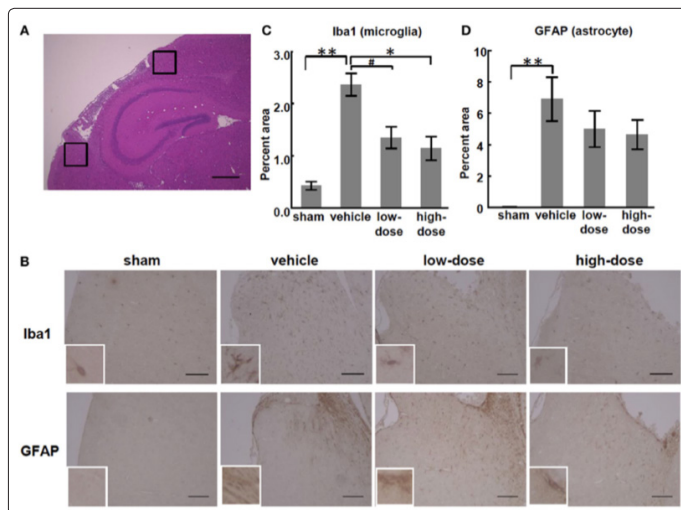 A
C
Iba1 (microglia)
Percent area
3.0
2.0
1.0
0.0
**
*
#
sham vehicle low-dose high-dose
D
GFAP (astrocyte)
Percent area
10
8
6
4
2
0
**
sham vehicle low-dose high-dose
B
sham vehicle low-dose high-dose
Iba1
GFAP